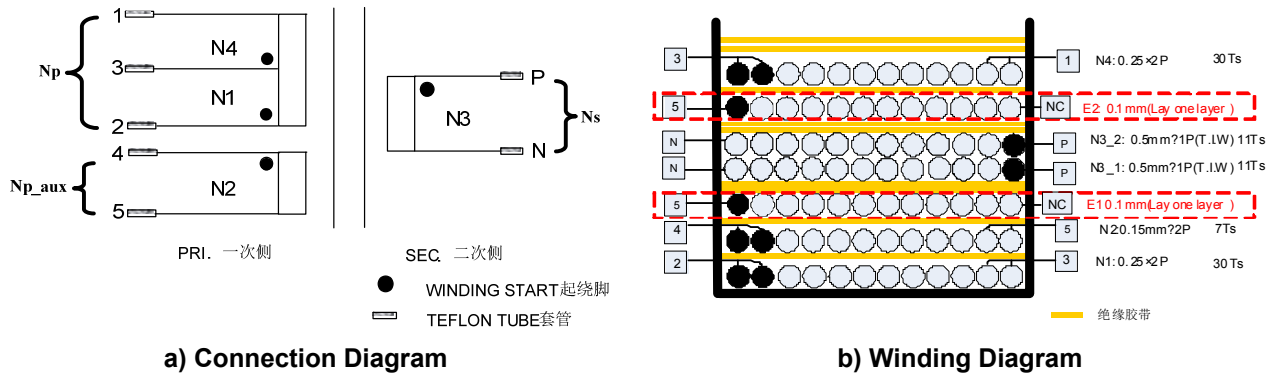 1
N4
Np
3
N1
2
4
Np_aux
N2
5
P
N3
Ns
N
PRI. 一次侧
SEC. 二次侧
WINDING START起绕脚
TEFLON TUBE套管
a) Connection Diagram
3
1
N4: 0.25×2P 30Ts
5
NC
E2: 0.1mm(Lay one layer )
N
P
N3_2: 0.5mm?1P(T.I.W) 11Ts
N
P
N3_1: 0.5mm?1P(T.I.W) 11Ts
5
NC
E1 0.1mm(Lay one layer )
4
5
N2:0.15mm?2P 7Ts
2
3
N1: 0.25×2P 30Ts
绝缘胶带
b) Winding Diagram